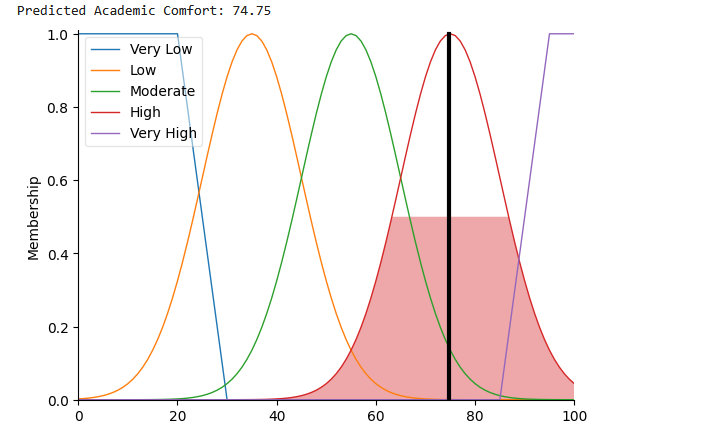 Predicted Academic Comfort: 74.75
1.0
Very Low
Low
Moderate
High
Very High
0.8
0.6
Membership
0.4
0.2
0.0
0 20 40 60 80 100